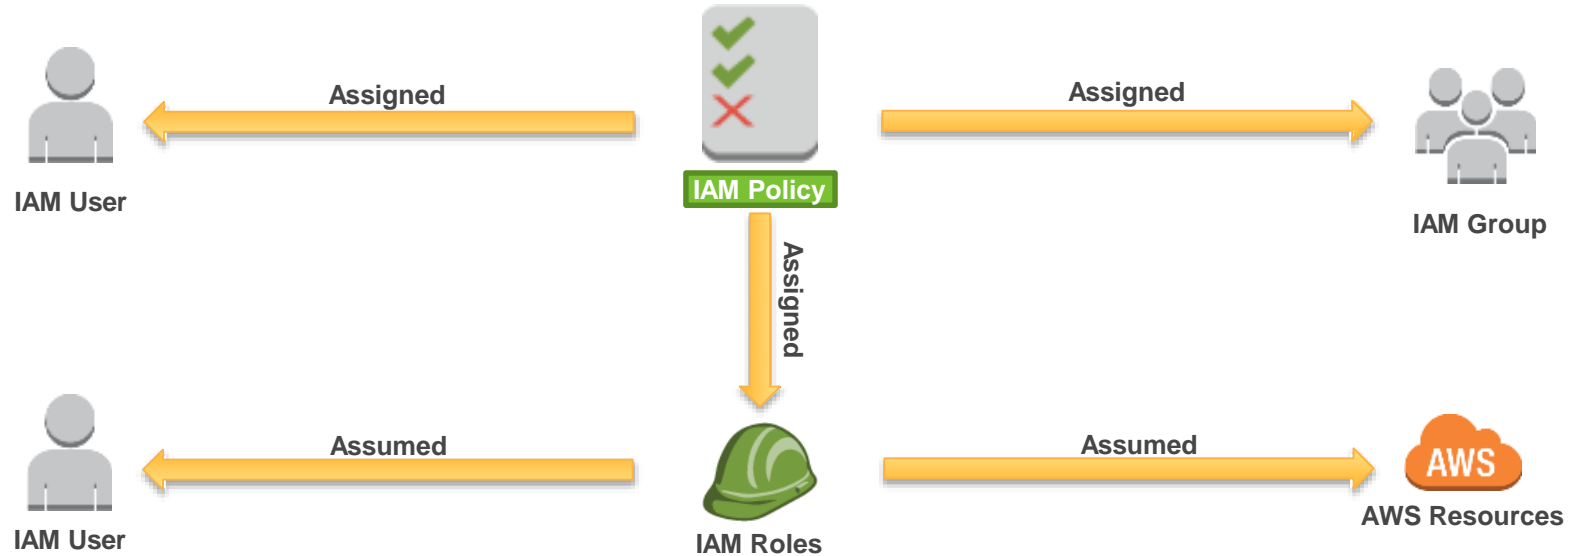 Assigned
Assigned
IAM User
IAM Policy
IAM Group
Assigned
Assumed
Assumed
AWS
IAM User
IAM Roles
AWS Resources